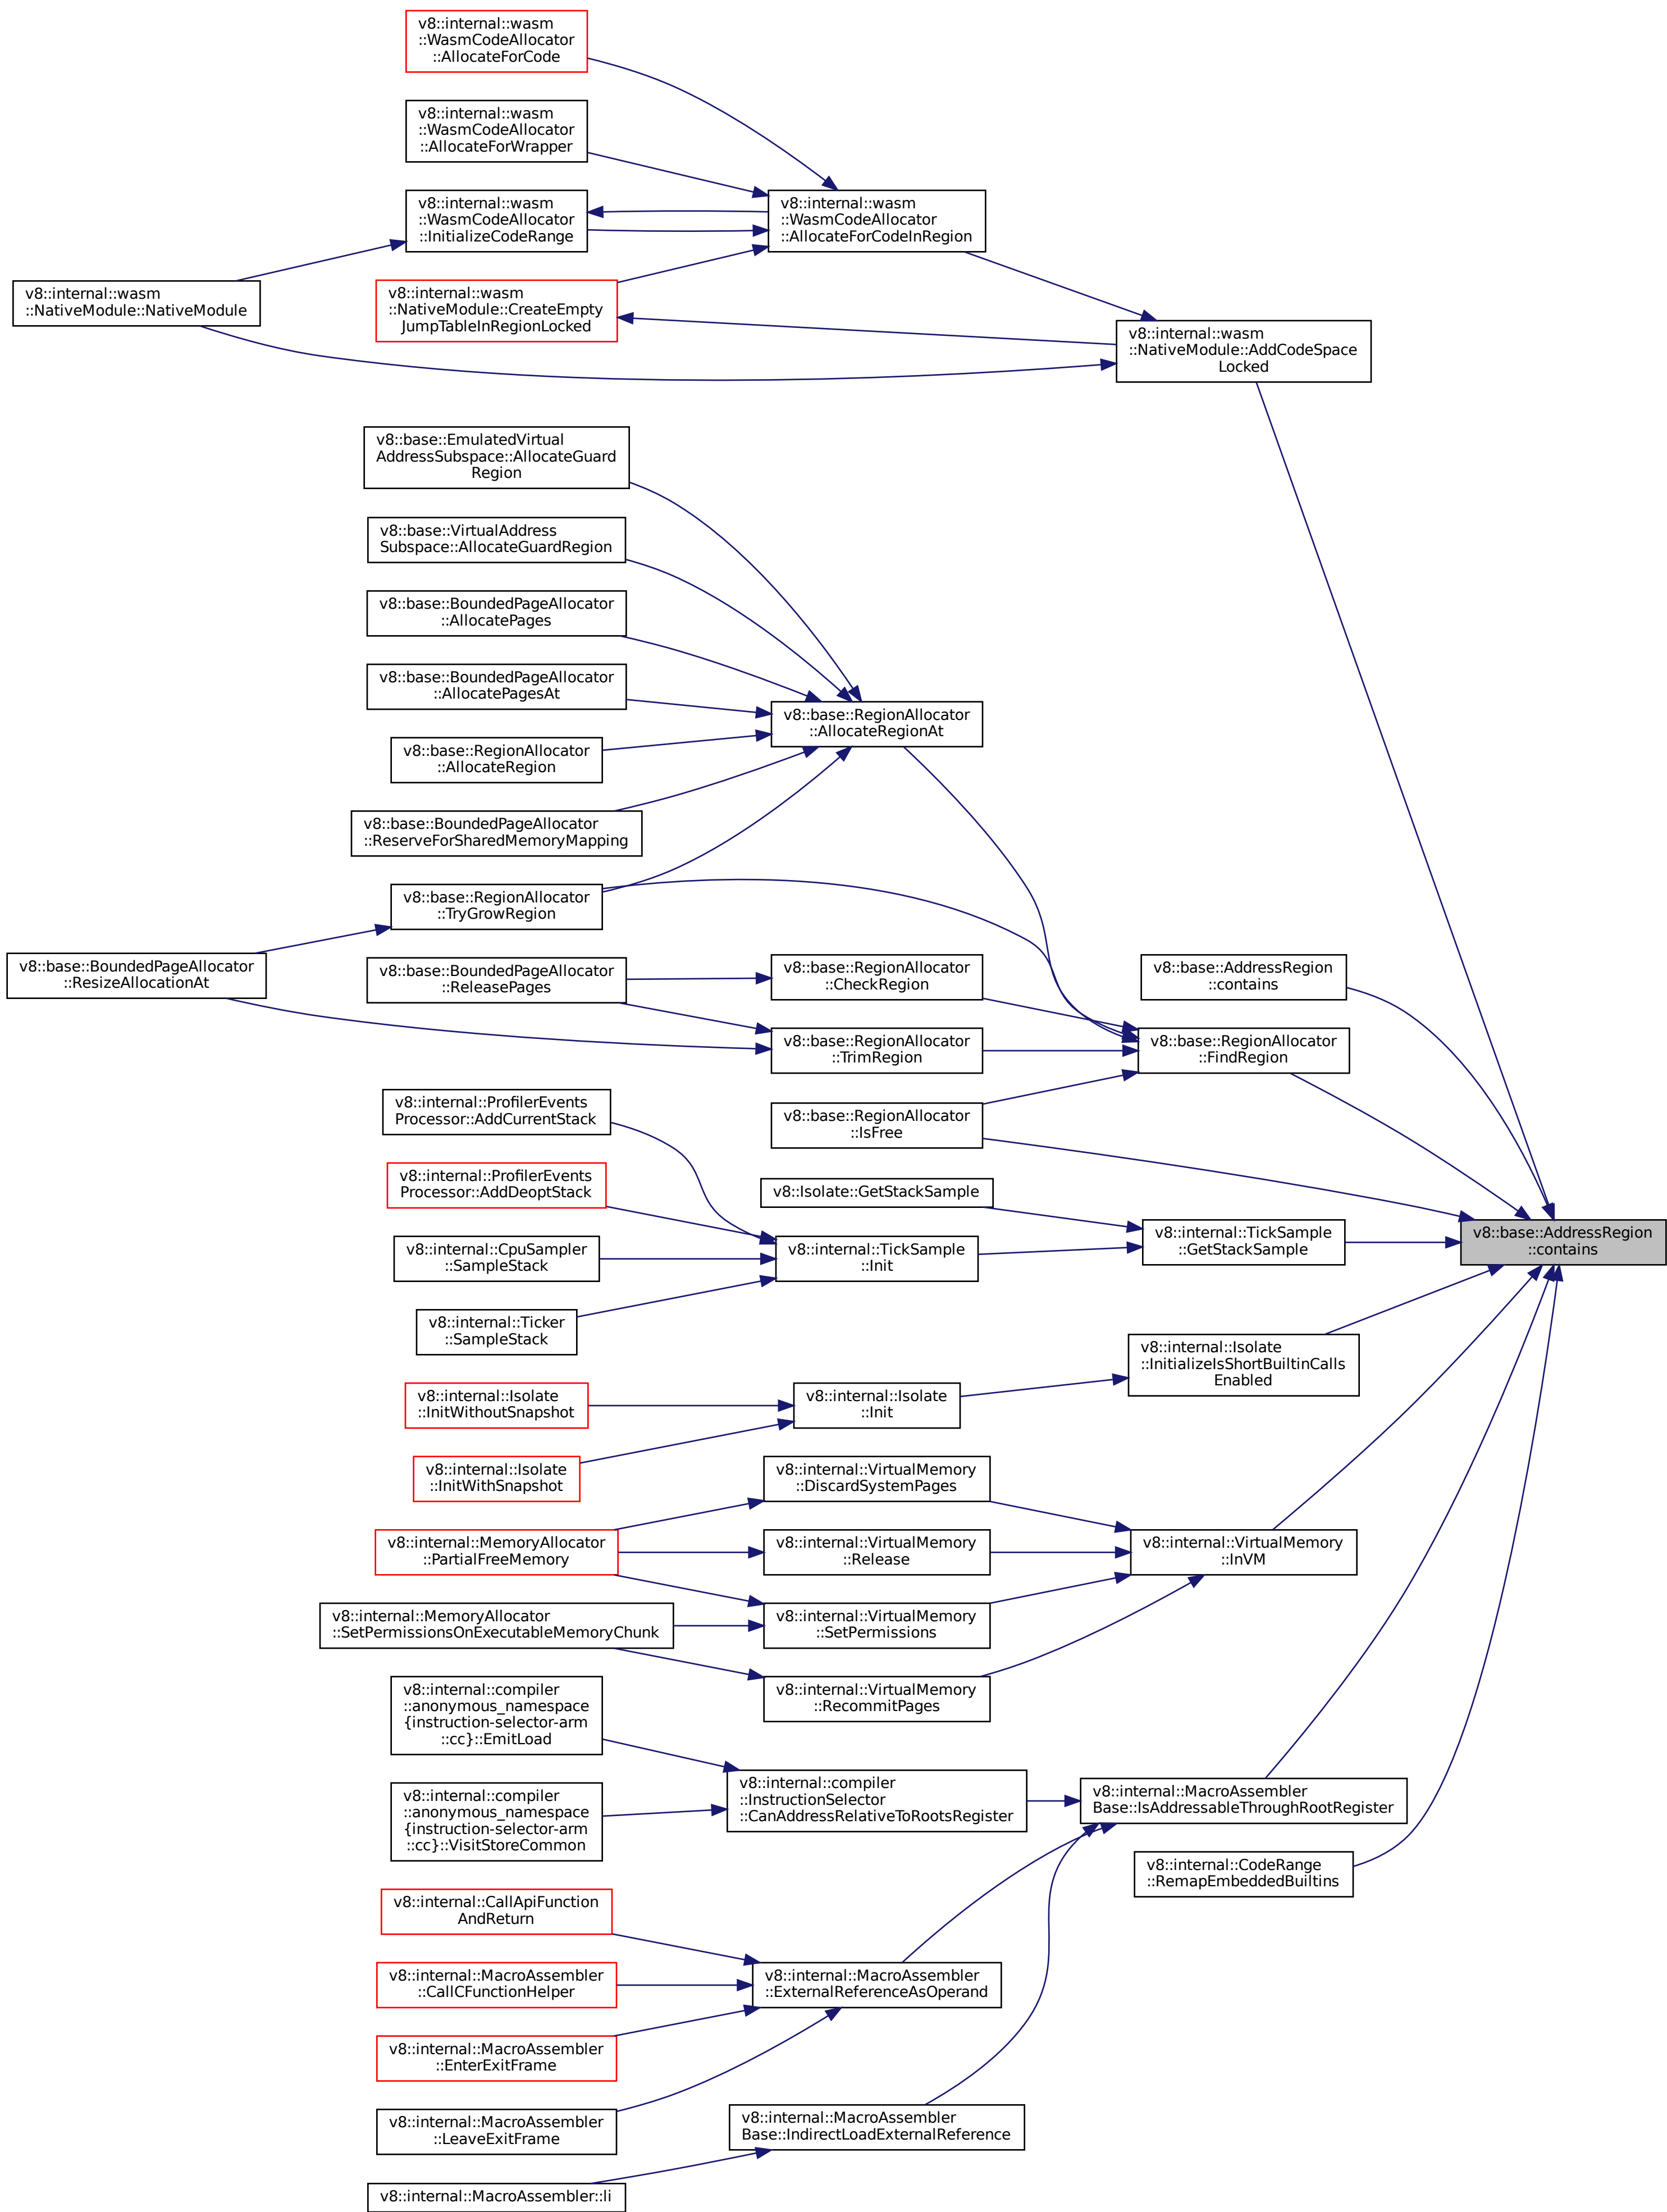 v8::internal::wasm
::WasmCodeAllocator
::AllocateForCode
v8::internal::wasm
::WasmCodeAllocator
::AllocateForWrapper
v8::internal::wasm
::WasmCodeAllocator
::InitializeCodeRange
v8::internal::wasm
::WasmCodeAllocator
::AllocateForCodeInRegion
v8::internal::wasm
::NativeModule::NativeModule
v8::internal::wasm
::NativeModule::CreateEmpty
JumpTableInRegionLocked
v8::internal::wasm
::NativeModule::AddCodeSpace
Locked
v8::base::EmulatedVirtual
AddressSubspace::AllocateGuard
Region
v8::base::VirtualAddress
Subspace::AllocateGuardRegion
v8::base::BoundedPageAllocator
::AllocatePages
v8::base::BoundedPageAllocator
::AllocatePagesAt
v8::base::RegionAllocator
::AllocateRegionAt
v8::base::RegionAllocator
::AllocateRegion
v8::base::BoundedPageAllocator
::ReserveForSharedMemoryMapping
v8::base::RegionAllocator
::TryGrowRegion
v8::base::BoundedPageAllocator
::ResizeAllocationAt
v8::base::BoundedPageAllocator
::ReleasePages
v8::base::RegionAllocator
::CheckRegion
v8::base::AddressRegion
::contains
v8::base::RegionAllocator
::TrimRegion
v8::base::RegionAllocator
::FindRegion
v8::internal::ProfilerEvents
Processor::AddCurrentStack
v8::base::RegionAllocator
::IsFree
v8::internal::ProfilerEvents
Processor::AddDeoptStack
v8::Isolate::GetStackSample
v8::internal::CpuSampler
::SampleStack
v8::internal::TickSample
::Init
v8::internal::TickSample
::GetStackSample
v8::base::AddressRegion
::contains
v8::internal::Ticker
::SampleStack
v8::internal::Isolate
::InitializeIsShortBuiltinCalls
Enabled
v8::internal::Isolate
::InitWithoutSnapshot
v8::internal::Isolate
::Init
v8::internal::Isolate
::InitWithSnapshot
v8::internal::VirtualMemory
::DiscardSystemPages
v8::internal::MemoryAllocator
::PartialFreeMemory
v8::internal::VirtualMemory
::Release
v8::internal::VirtualMemory
::InVM
v8::internal::MemoryAllocator
::SetPermissionsOnExecutableMemoryChunk
v8::internal::VirtualMemory
::SetPermissions
v8::internal::VirtualMemory
::RecommitPages
v8::internal::compiler
::anonymous_namespace
{instruction-selector-arm
::cc}::EmitLoad
v8::internal::compiler
::InstructionSelector
::CanAddressRelativeToRootsRegister
v8::internal::MacroAssembler
Base::IsAddressableThroughRootRegister
v8::internal::compiler
::anonymous_namespace
{instruction-selector-arm
::cc}::VisitStoreCommon
v8::internal::CodeRange
::RemapEmbeddedBuiltins
v8::internal::CallApiFunction
AndReturn
v8::internal::MacroAssembler
::CallCFunctionHelper
v8::internal::MacroAssembler
::ExternalReferenceAsOperand
v8::internal::MacroAssembler
::EnterExitFrame
v8::internal::MacroAssembler
::LeaveExitFrame
v8::internal::MacroAssembler
Base::IndirectLoadExternalReference
v8::internal::MacroAssembler::li